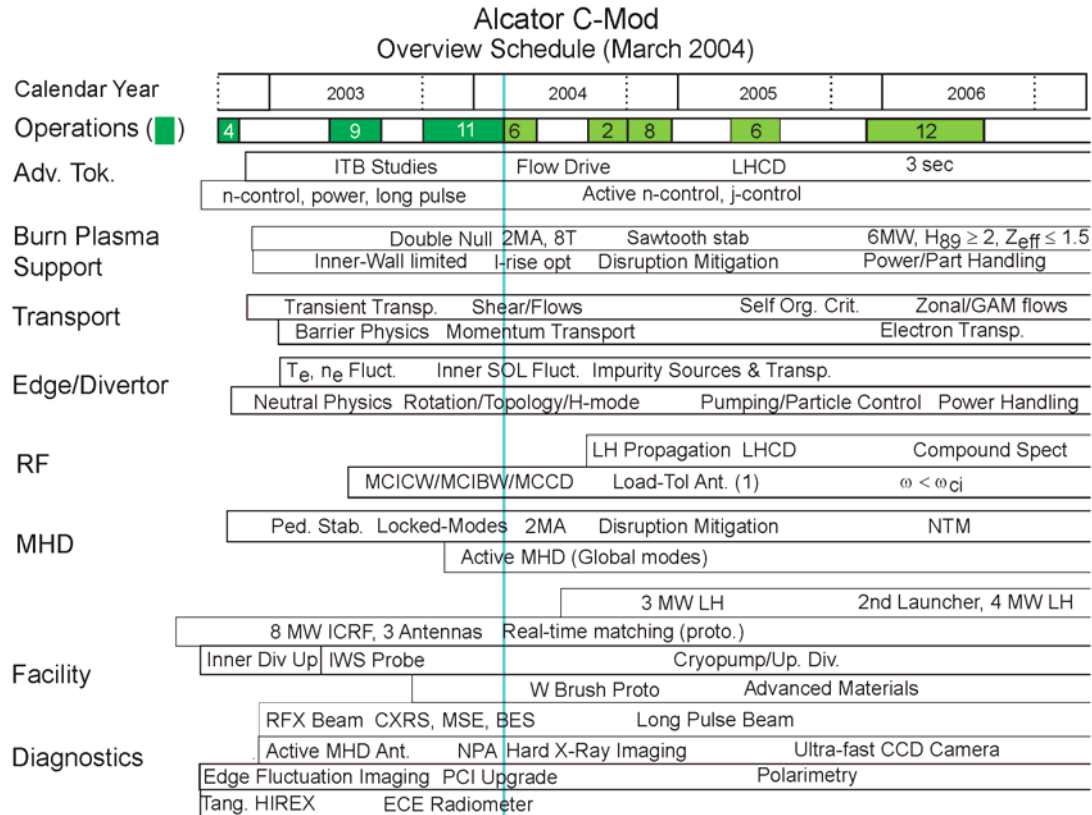 Alcator C-Mod
Overview Schedule (March 2004)
Calendar Year 2003 2004 2005 2006
Operations ( ) 4 9 11 6 2 8 6 12
Adv. Tok.
ITB Studies Flow Drive LHCD 3 sec
n-control, power, long pulse Active n-control, j-control
Burn Plasma Support
Double Null 2MA, 8T Sawtooth stab 6MW, H89 ≥ 2, Zeff ≤ 1.5
Inner-Wall limited I-rise opt Disruption Mitigation Power/Part Handling
Transport
Transient Transp. Shear/Flows Self Org. Crit. Zonal/GAM flows
Barrier Physics Momentum Transport Electron Transp.
Edge/Divertor
Te, ne Fluct. Inner SOL Fluct. Impurity Sources & Transp.
Neutral Physics Rotation/Topology/H-mode Pumping/Particle Control Power Handling
RF
LH Propagation LHCD Compound Spect
MCICW/MCIBW/MCCD Load-Tol Ant. (1) ω < ωci
MHD
Ped. Stab. Locked-Modes 2MA Disruption Mitigation NTM
Active MHD (Global modes)
Facility
3 MW LH 2nd Launcher, 4 MW LH
8 MW ICRF, 3 Antennas Real-time matching (proto.)
Inner Div Up IWS Probe Cryopump/Up. Div.
W Brush Proto Advanced Materials
Diagnostics
RFX Beam CXRS, MSE, BES Long Pulse Beam
Active MHD Ant. NPA Hard X-Ray Imaging Ultra-fast CCD Camera
Edge Fluctuation Imaging PCI Upgrade Polarimetry
Tang. HIREX ECE Radiometer